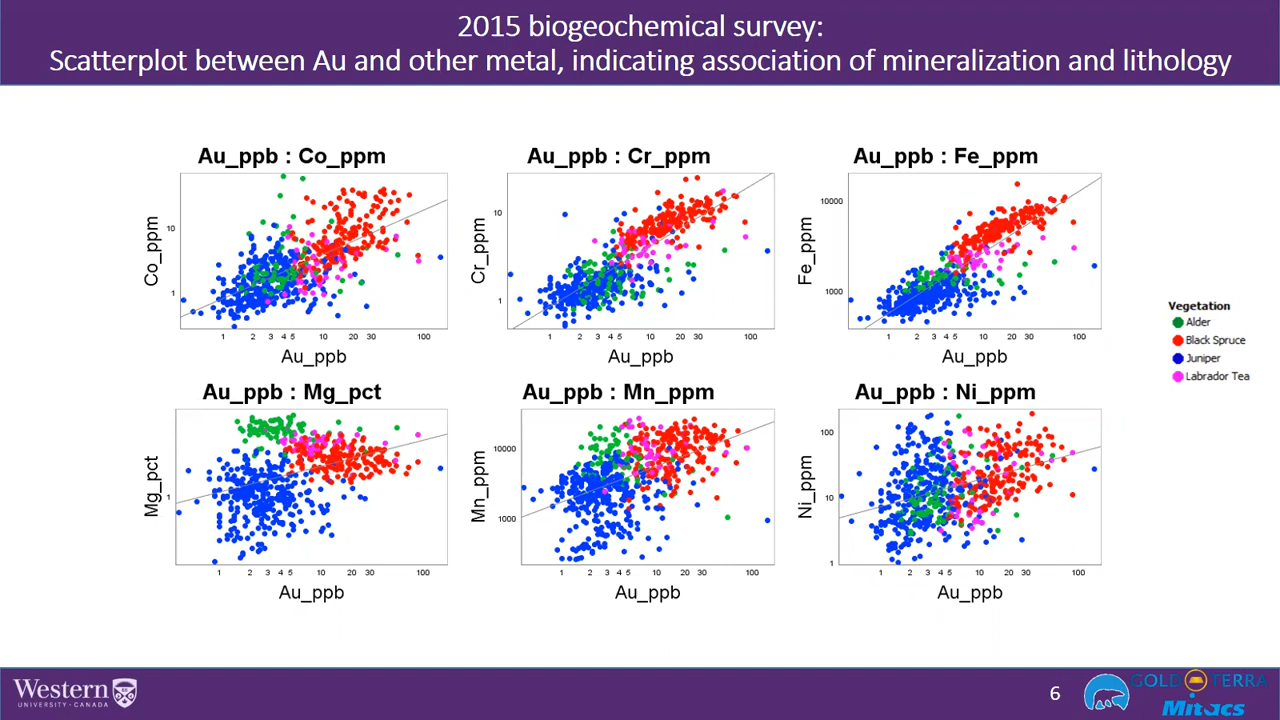 2015 biogeochemical survey:
Scatterplot between Au and other metal, indicating association of mineralization and lithology
Au_ppb : Co_ppm
Co_ppm
10
1
1 2 3 4 5 10 20 30 100
Au_ppb
Au_ppb : Cr_ppm
Cr_ppm
10
1
1 2 3 4 5 10 20 30 100
Au_ppb
Au_ppb : Fe_ppm
Fe_ppm
10000
1000
1 2 3 4 5 10 20 30 100
Au_ppb
Vegetation
Alder
Black Spruce
Juniper
Labrador Tea
Au_ppb : Mg_pct
Mg_pct
1
1 2 3 4 5 10 20 30 100
Au_ppb
Au_ppb : Mn_ppm
Mn_ppm
10000
1000
1 2 3 4 5 10 20 30 100
Au_ppb
Au_ppb : Ni_ppm
Ni_ppm
100
10
1
1 2 3 4 5 10 20 30 100
Au_ppb
Western
UNIVERSITY·CANADA
6
GOLD TERRA
Mitacs